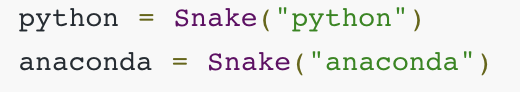 python = Snake("python")
anaconda = Snake("anaconda")